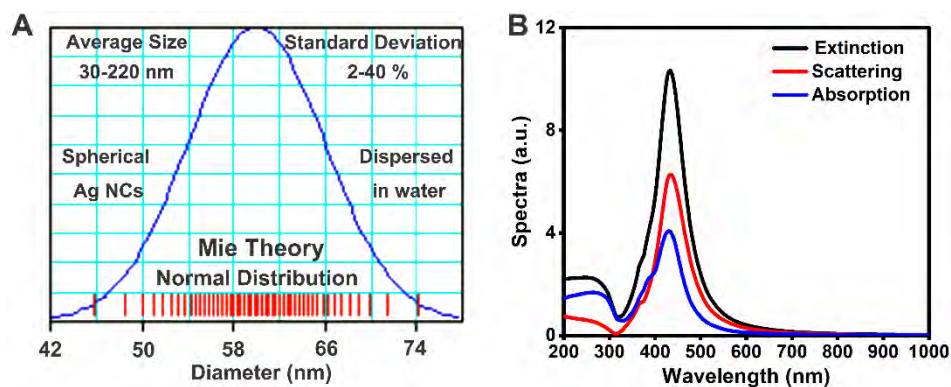 A
Average Size
30-220 nm
Standard Deviation
2-40 %
Spherical
Ag NCs
Dispersed
in water
Mie Theory
Normal Distribution
42 50 58 66 74
Diameter (nm)
B
Extinction
Scattering
Absorption
Spectra (a.u.)
12
8
4
0
200 300 400 500 600 700 800 900 1000
Wavelength (nm)